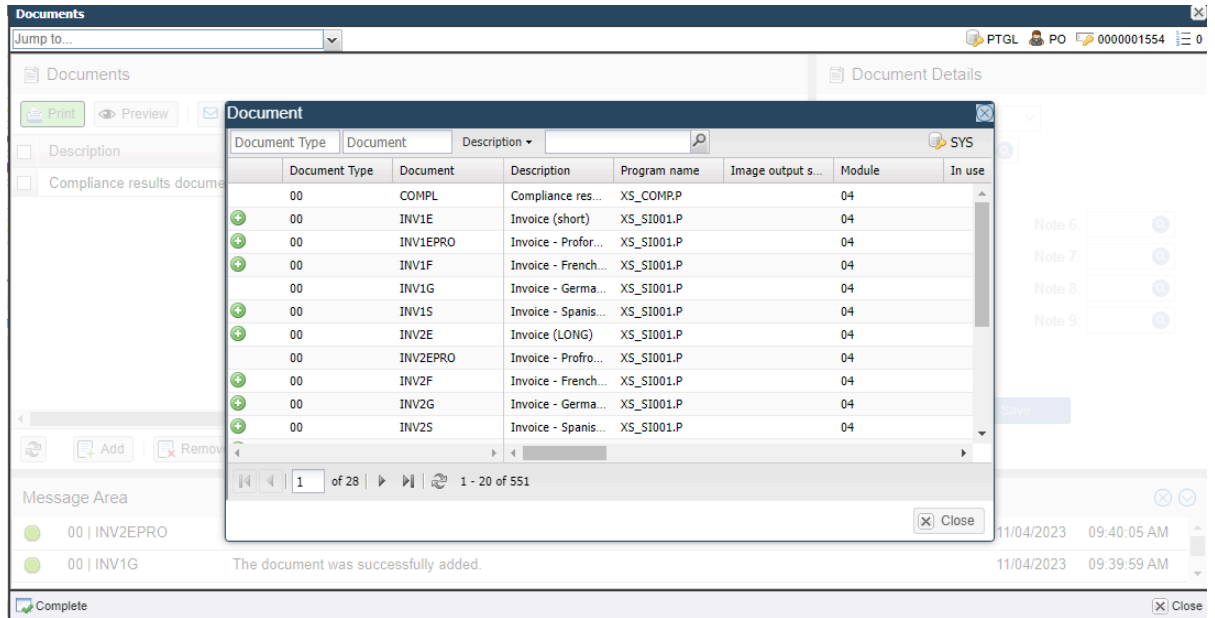 Documents
Jump to... PTGL PO 0000001554 0
Documents Document Details
Print Preview
Document
Document Type Document Description SYS
Description
Document Type Document Description Program name Image output s... Module In use
Compliance results docume
00 COMPL Compliance res... XS_COMP.P 04
00 INV1E Invoice (short) XS_SI001.P 04
Note 6:
00 INV1EPRO Invoice - Profor... XS_SI001.P 04
Note 7:
00 INV1F Invoice - French... XS_SI001.P 04
Note 8:
00 INV1G Invoice - Germa... XS_SI001.P 04
Note 9:
00 INV1S Invoice - Spanis... XS_SI001.P 04
00 INV2E Invoice (LONG) XS_SI001.P 04
00 INV2EPRO Invoice - Profro... XS_SI001.P 04
00 INV2F Invoice - French... XS_SI001.P 04
00 INV2G Invoice - Germa... XS_SI001.P 04
Save
00 INV2S Invoice - Spanis... XS_SI001.P 04
Add Remov
1 of 28 1 - 20 of 551
Message Area
Close
00 | INV2EPRO 11/04/2023 09:40:05 AM
00 | INV1G The document was successfully added. 11/04/2023 09:39:59 AM
Complete Close